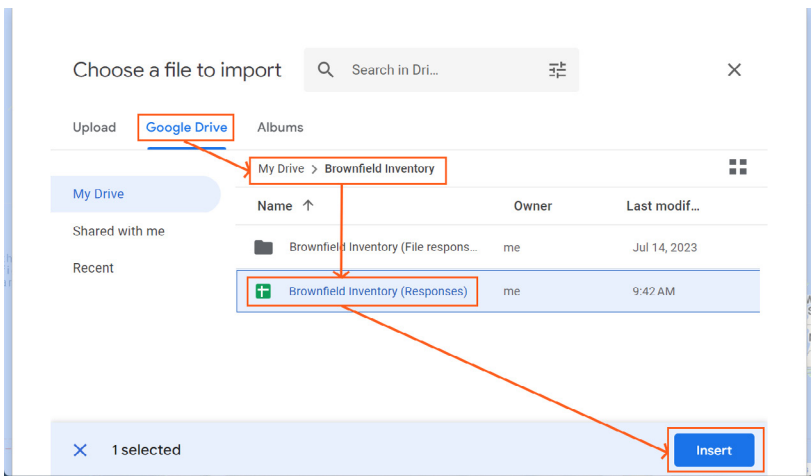 Choose a file to import
Search in Dri...
Upload Google Drive Albums
My Drive > Brownfield Inventory
My Drive
Shared with me
Recent
Name ↑ Owner Last modif...
Brownfield Inventory (File respons... me Jul 14, 2023
Brownfield Inventory (Responses) me 9:42 AM
1 selected
Insert